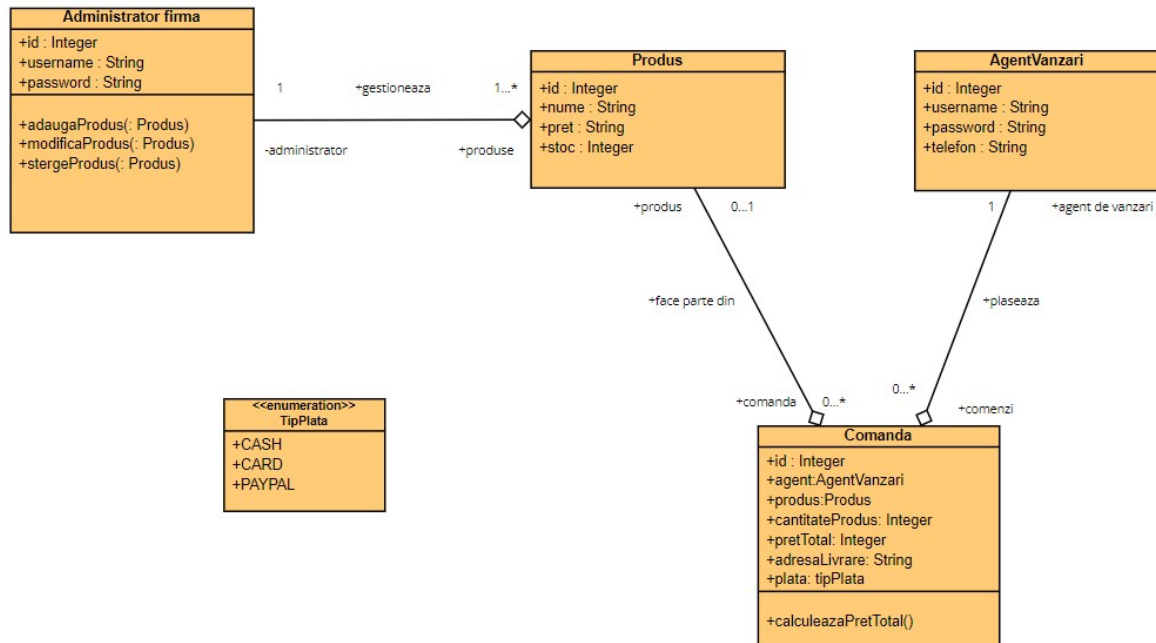 Administrator firma
+id : Integer
+username : String
+password : String
+adaugaProdus(: Produs)
+modificaProdus(: Produs)
+stergeProdus(: Produs)
1
+gestioneaza
1...*
-administrator
+produse
Produs
+id : Integer
+nume : String
+pret : String
+stoc : Integer
AgentVanzari
+id : Integer
+username : String
+password : String
+telefon : String
+produs
0...1
1
+agent de vanzari
+face parte din
+plaseaza
+comanda
0...*
0...*
+comenzi
<<enumeration>>
TipPlata
+CASH
+CARD
+PAYPAL
Comanda
+id : Integer
+agent:AgentVanzari
+produs:Produs
+cantitateProdus: Integer
+pretTotal: Integer
+adresaLivrare: String
+plata: tipPlata
+calculeazaPretTotal()